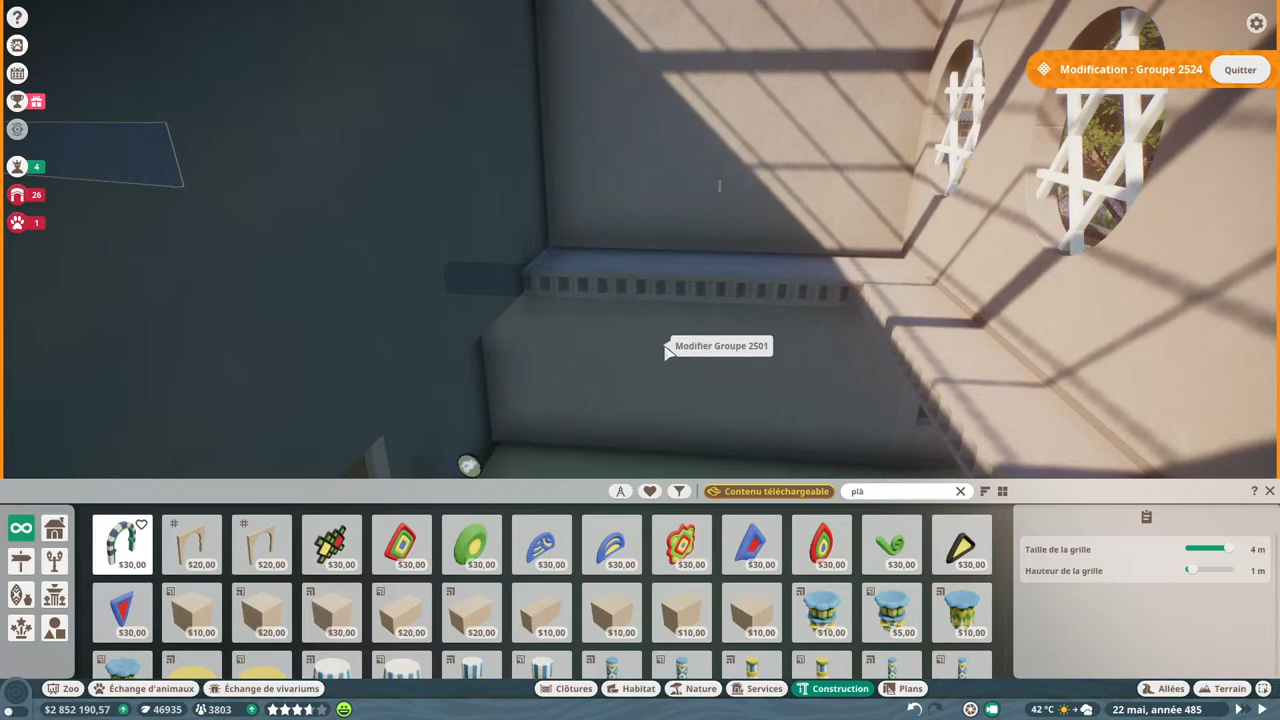 ?
4
26
1
Modification : Groupe 2524
Quitter
Modifier Groupe 2501
Contenu téléchargeable
plâ
?
$30,00 $20,00 $20,00 $30,00 $30,00 $30,00 $30,00 $30,00 $30,00 $30,00 $30,00 $30,00 $30,00
$30,00 $10,00 $20,00 $30,00 $20,00 $20,00 $10,00 $10,00 $10,00 $10,00 $10,00 $5,00 $10,00
Taille de la grille 4 m
Hauteur de la grille 1 m
Zoo
Échange d'animaux
Échange de vivariums
Clôtures
Habitat
Nature
Services
Construction
Plans
Allées
Terrain
$2 852 190,57
46935
3803
42 °C
22 mai, année 485